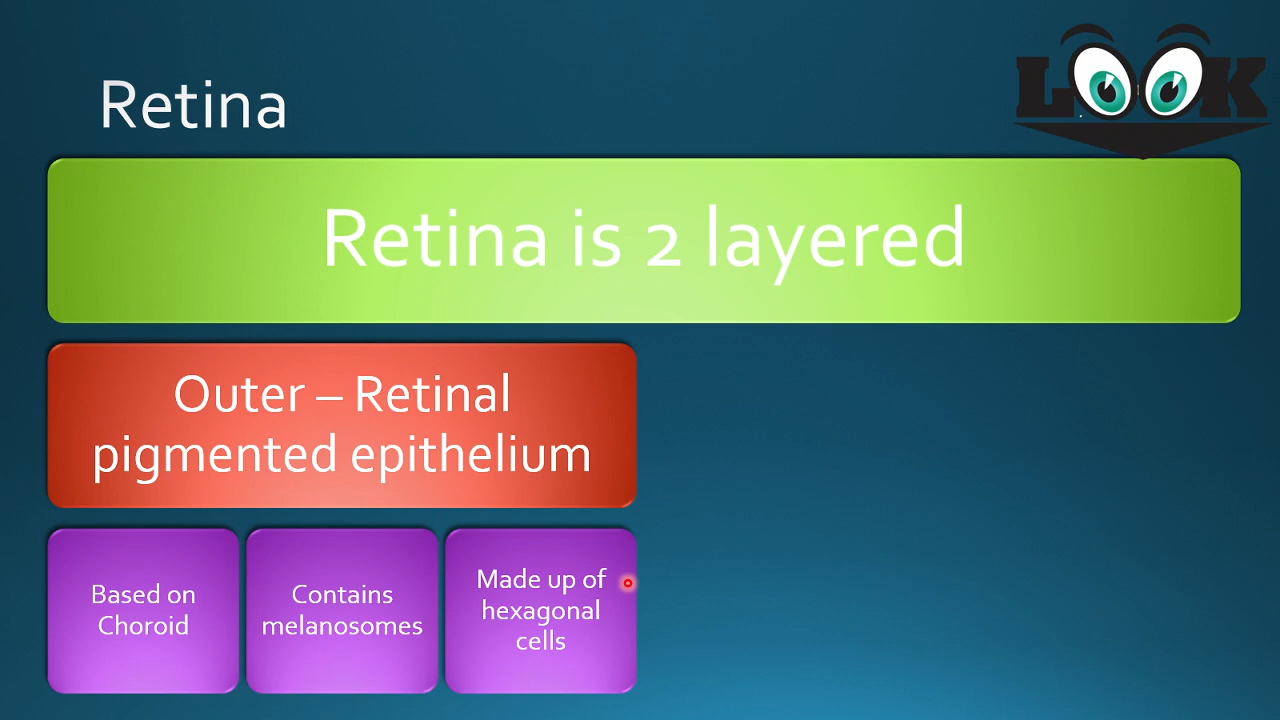 LOOK
Retina
Retina is 2 layered
Outer – Retinal
pigmented epithelium
Based on
Choroid
Contains
melanosomes
Made up of
hexagonal
cells